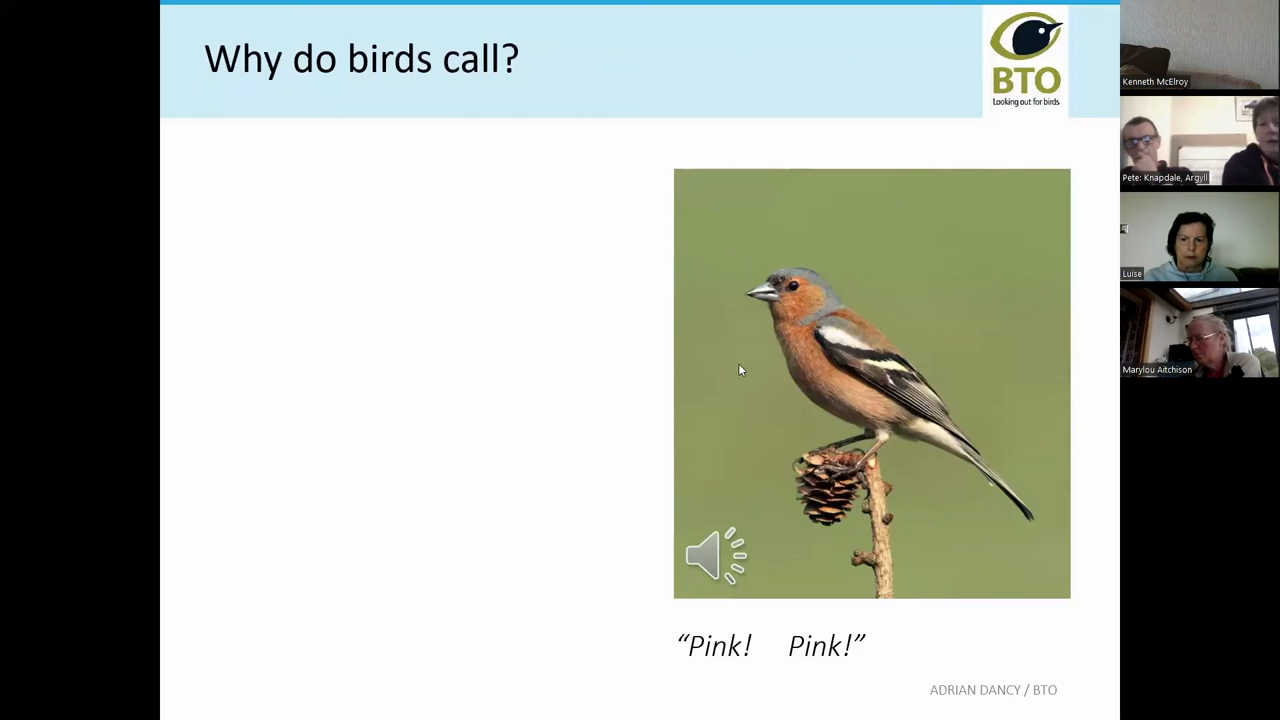 Why do birds call?
BTO
Looking out for birds
“Pink! Pink!”
ADRIAN DANCY / BTO
Kenneth McElroy
Pete: Knapdale, Argyll
Luise
Marylou Aitchison